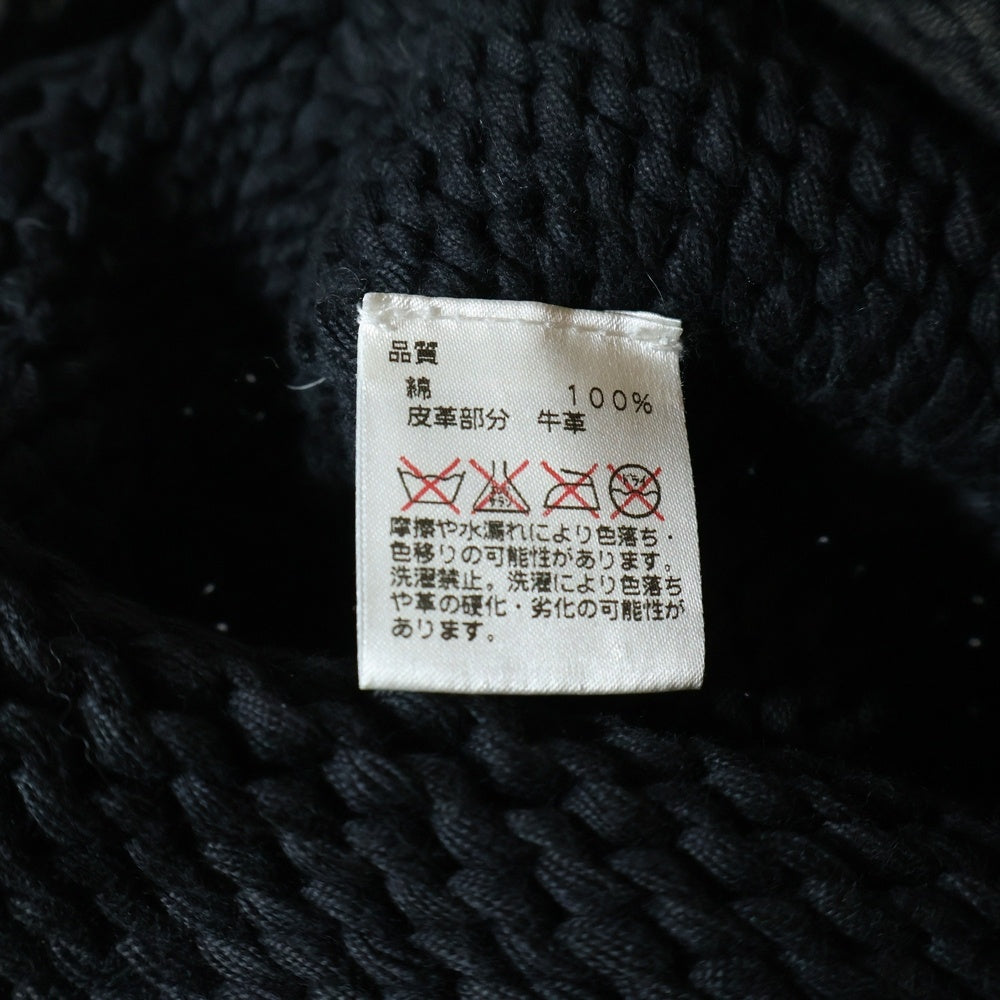 品質
綿 100%
皮革部分 牛革
摩擦や水漏れにより色落ち・
色移りの可能性があります。
洗濯禁止。洗濯により色落ち
や革の硬化・劣化の可能性が
あります。